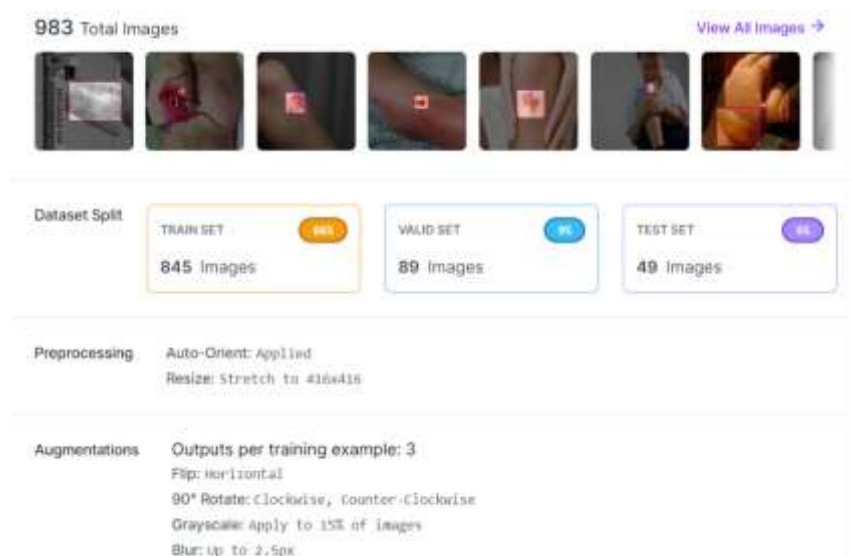 983 Total Images
View All Images →
Dataset Split
TRAIN SET
845 Images
VALID SET
89 Images
TEST SET
49 Images
Preprocessing
Auto-Orient: Applied
Resize: Stretch to 416x416
Augmentations
Outputs per training example: 3
Flip: Horizontal
90° Rotate: Clockwise, Counter-Clockwise
Grayscale: Apply to 15% of images
Blur: Up to 2.5px